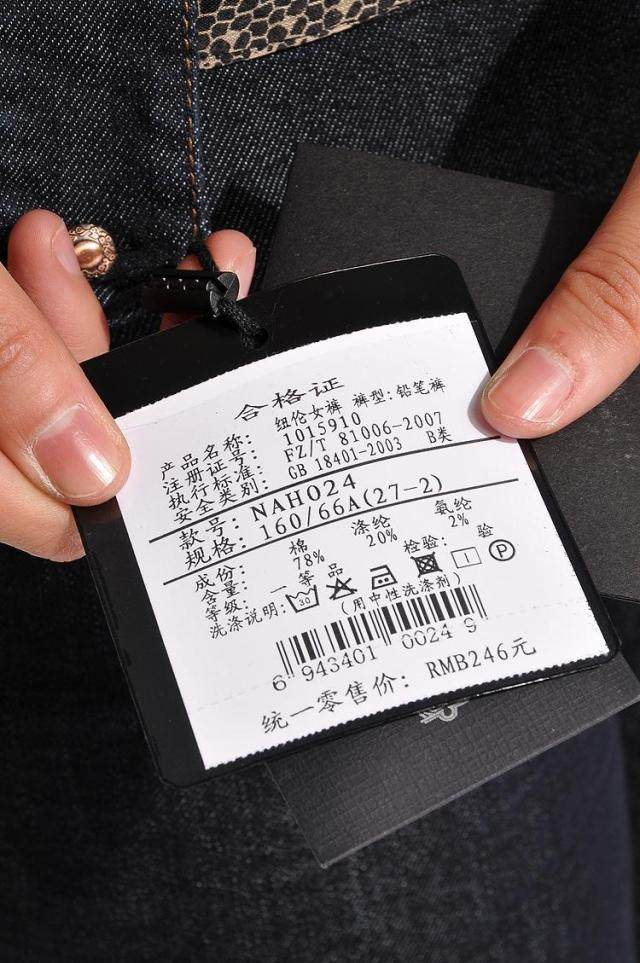 合格证
产品名称: 纽伦女裤 裤型:铅笔裤
注册证号: 1015910
执行标准: FZ/T 81006-2007
安全类别: GB 18401-2003 B类
款号: NAH024
规格: 160/66A(27-2)
成份: 棉 涤纶 氨纶
含量: 78% 20% 2%
等级: 一等品 检验: 验
洗涤说明: 30 P
(用中性洗涤剂)
6 943401 00024 9
统一零售价: RMB246元